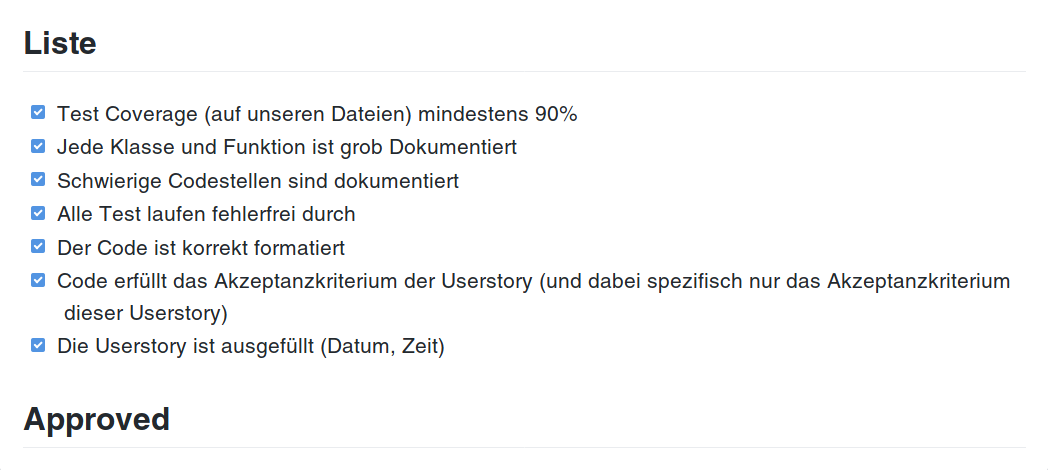 Liste
Test Coverage (auf unseren Dateien) mindestens 90%
Jede Klasse und Funktion ist grob Dokumentiert
Schwierige Codestellen sind dokumentiert
Alle Test laufen fehlerfrei durch
Der Code ist korrekt formatiert
Code erfüllt das Akzeptanzkriterium der Userstory (und dabei spezifisch nur das Akzeptanzkriterium
dieser Userstory)
Die Userstory ist ausgefüllt (Datum, Zeit)
Approved